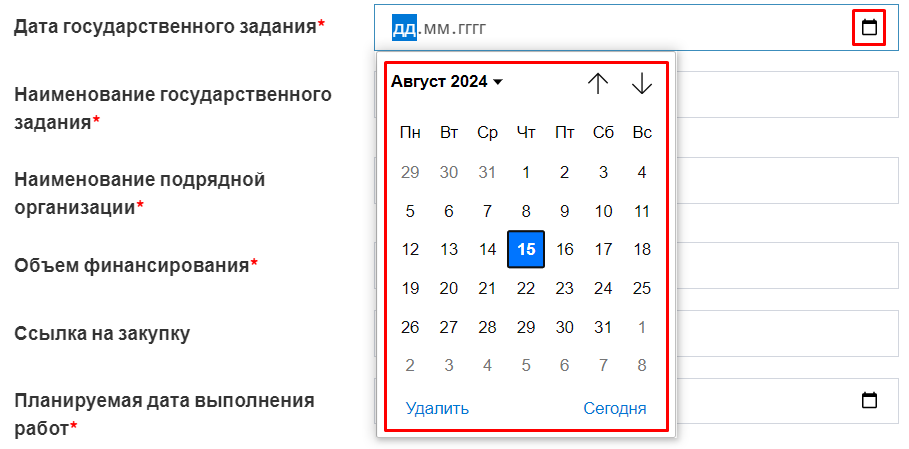 Дата государственного задания*
дд.мм.гггг
Август 2024
Пн Вт Ср Чт Пт Сб Вс
29 30 31 1 2 3 4
5 6 7 8 9 10 11
12 13 14 15 16 17 18
19 20 21 22 23 24 25
26 27 28 29 30 31 1
2 3 4 5 6 7 8
Удалить Сегодня
Наименование государственного
задания*
Наименование подрядной
организации*
Объем финансирования*
Ссылка на закупку
Планируемая дата выполнения
работ*